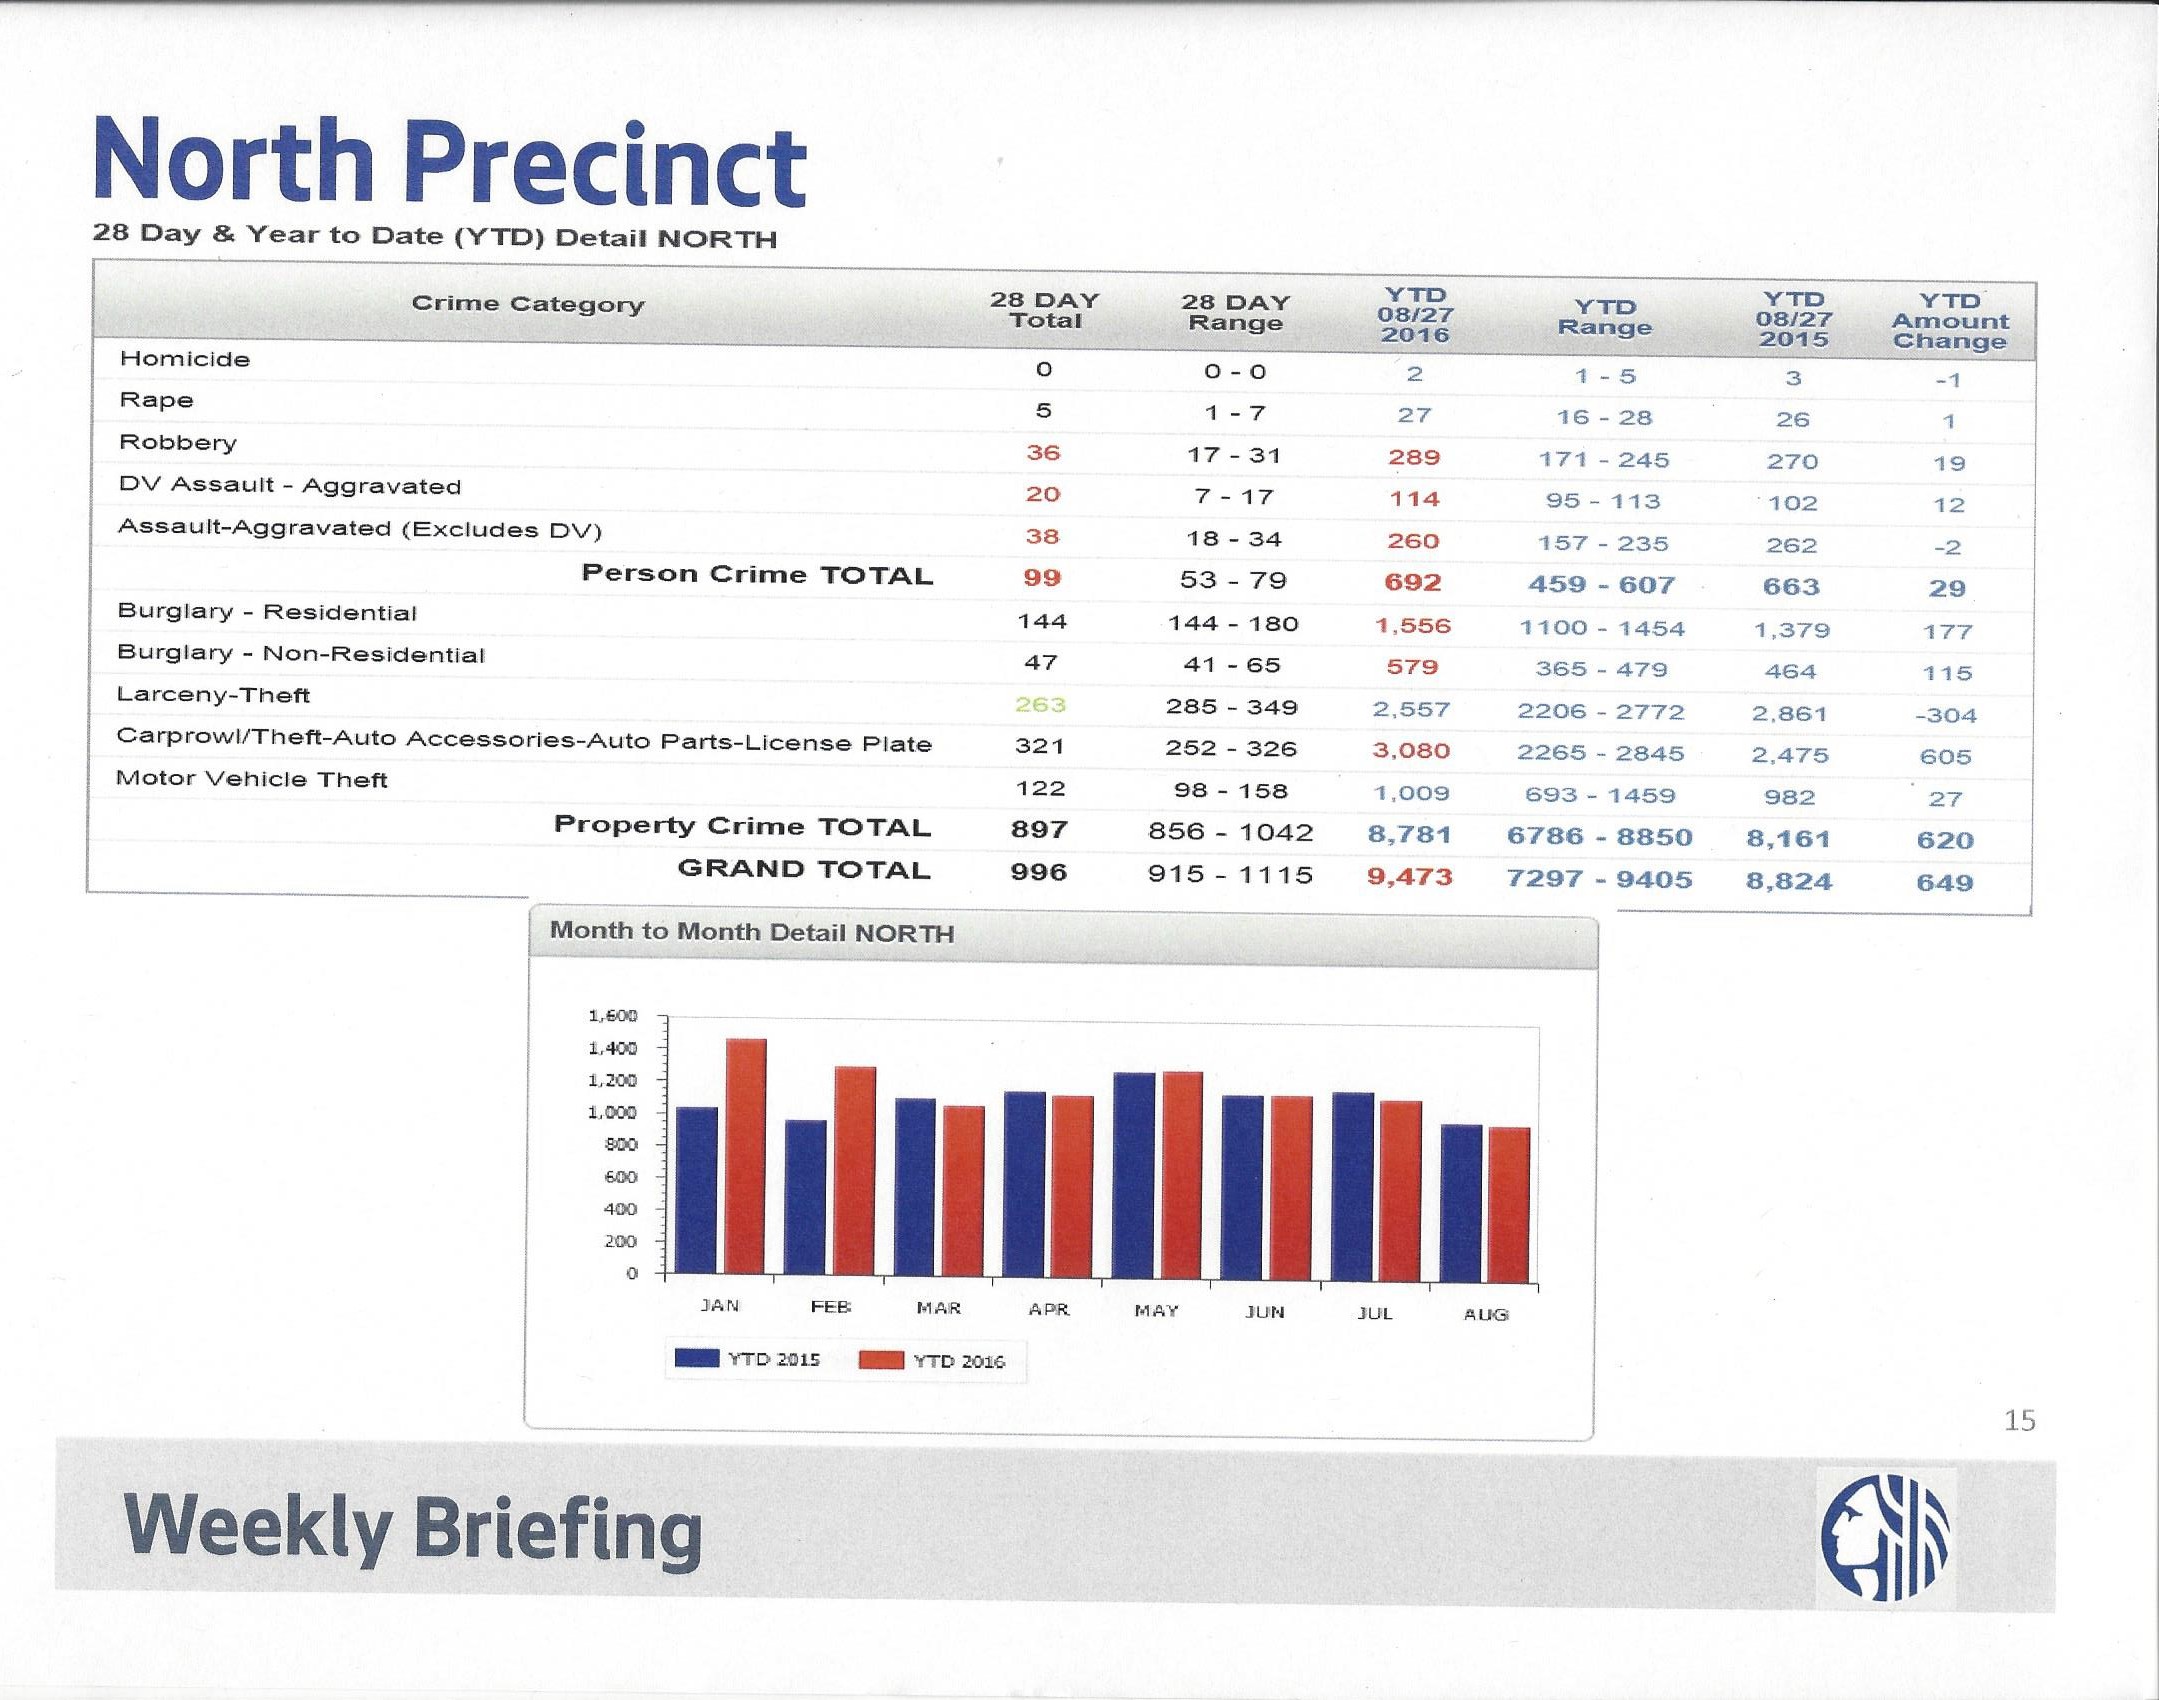 North Precinct
28 Day & Year to Date (YTD) Detail NORTH
Crime Category 28 DAY Total 28 DAY Range YTD 08/27 2016 YTD Range YTD 08/27 2015 YTD Amount Change
Homicide 0 0 - 0 2 1 - 5 3 -1
Rape 5 1 - 7 27 16 - 28 26 1
Robbery 36 17 - 31 289 171 - 245 270 19
DV Assault - Aggravated 20 7 - 17 114 95 - 113 102 12
Assault-Aggravated (Excludes DV) 38 18 - 34 260 157 - 235 262 -2
Person Crime TOTAL 99 53 - 79 692 459 - 607 663 29
Burglary - Residential 144 144 - 180 1,556 1100 - 1454 1,379 177
Burglary - Non-Residential 47 41 - 65 579 365 - 479 464 115
Larceny-Theft 263 285 - 349 2,557 2206 - 2772 2,861 -304
Carprowl/Theft-Auto Accessories-Auto Parts-License Plate 321 252 - 326 3,080 2265 - 2845 2,475 605
Motor Vehicle Theft 122 98 - 158 1,009 693 - 1459 982 27
Property Crime TOTAL 897 856 - 1042 8,781 6786 - 8850 8,161 620
GRAND TOTAL 996 915 - 1115 9,473 7297 - 9405 8,824 649
Month to Month Detail NORTH
1,600
1,400
1,200
1,000
800
600
400
200
0
JAN FEB MAR APR MAY JUN JUL AUG
YTD 2015 YTD 2016
15
Weekly Briefing